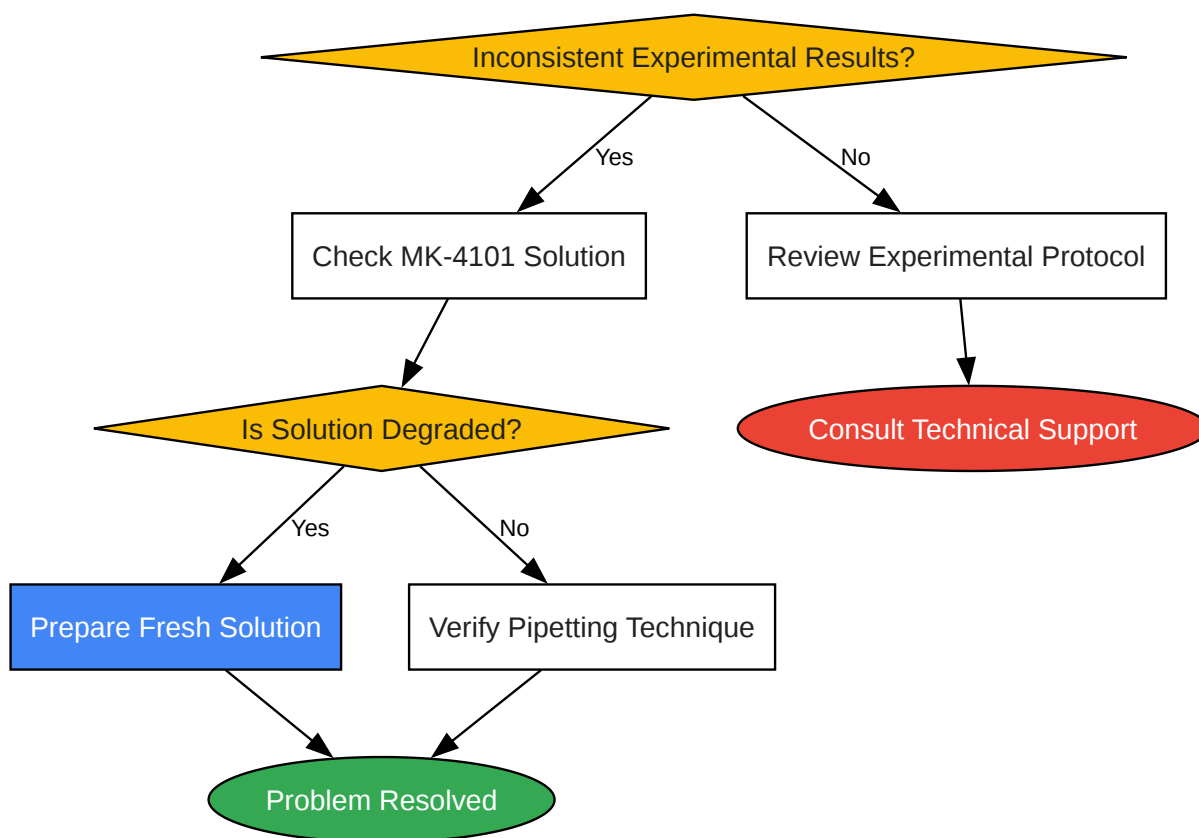 Inconsistent Experimental Results?
Yes
No
Check MK-4101 Solution
Review Experimental Protocol
Is Solution Degraded?
Consult Technical Support
Yes
No
Prepare Fresh Solution
Verify Pipetting Technique
Problem Resolved